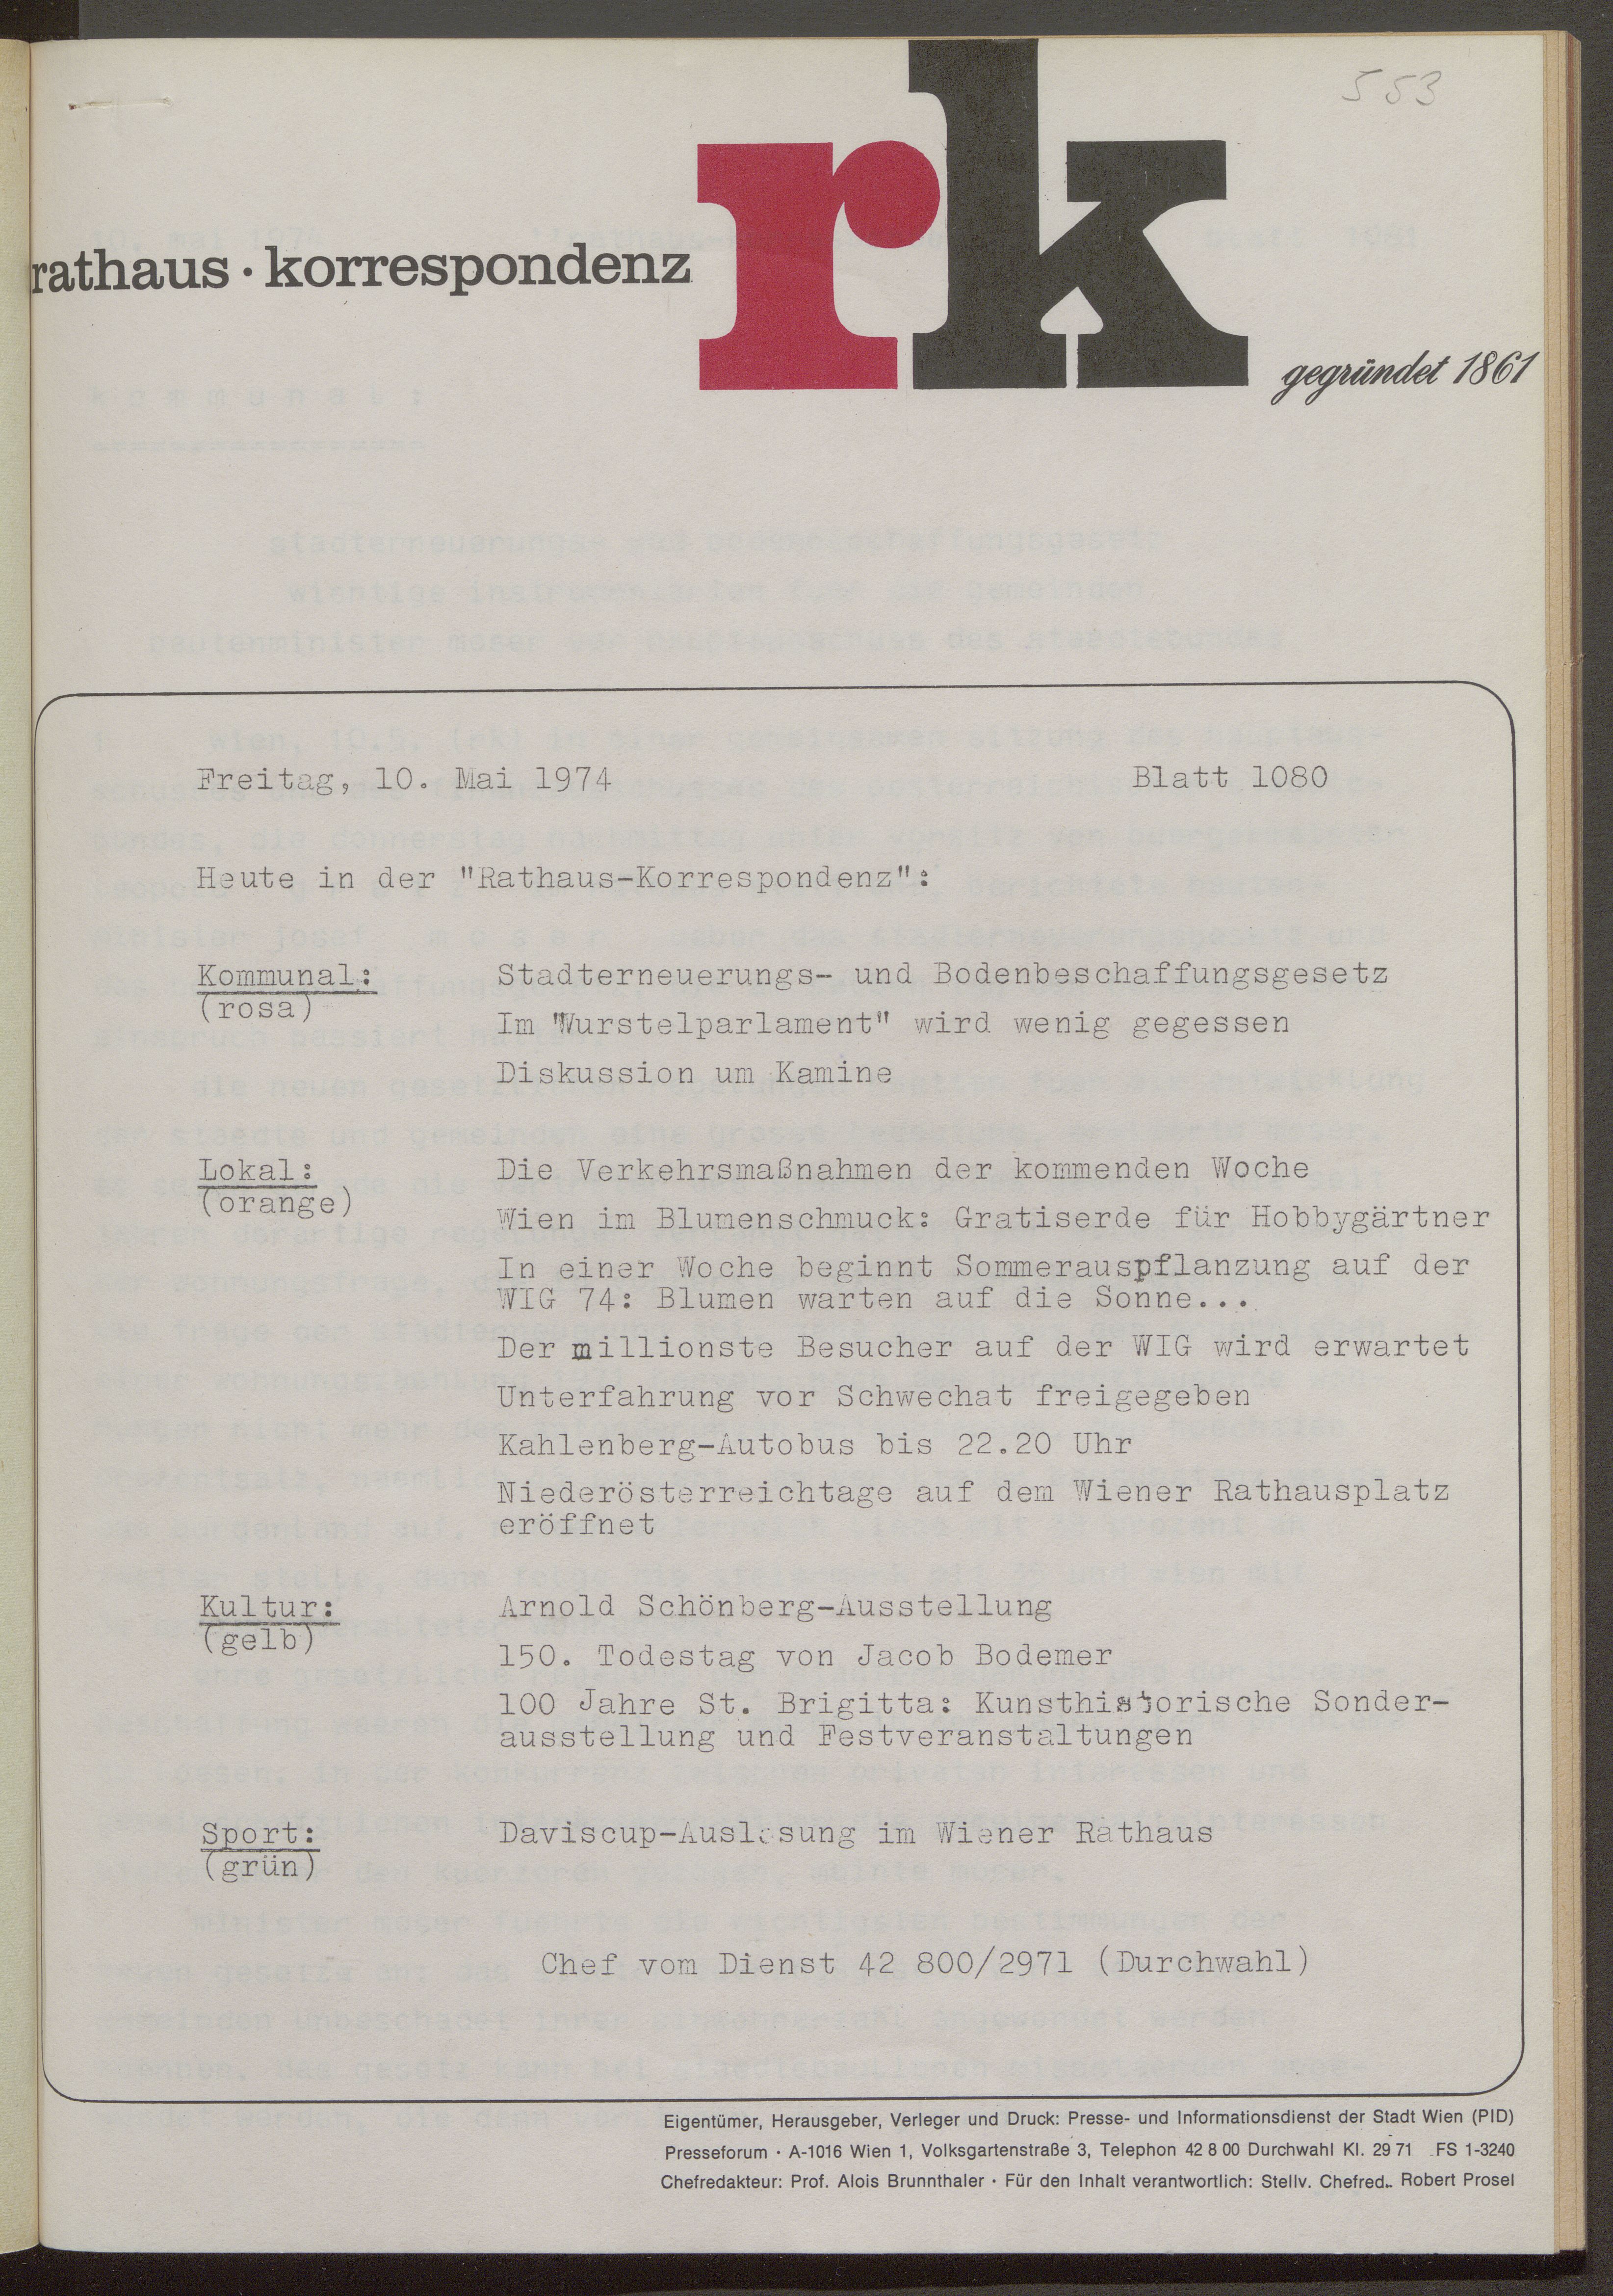 553
rk
rathaus · korrespondenz
gegründet 1861
Freitag, 10. Mai 1974 Blatt 1080
Heute in der "Rathaus-Korrespondenz":
Kommunal: Stadterneuerungs- und Bodenbeschaffungsgesetz
(rosa)
Im "Wurstelparlament" wird wenig gegessen
Diskussion um Kamine
Lokal: Die Verkehrsmaßnahmen der kommenden Woche
(orange)
Wien im Blumenschmuck: Gratiserde für Hobbygärtner
In einer Woche beginnt Sommerauspflanzung auf der
WIG 74: Blumen warten auf die Sonne...
Der millionste Besucher auf der WIG wird erwartet
Unterfahrung vor Schwechat freigegeben
Kahlenberg-Autobus bis 22.20 Uhr
Niederösterreichtage auf dem Wiener Rathausplatz
eröffnet
Kultur: Arnold Schönberg-Ausstellung
(gelb)
150. Todestag von Jacob Bodemer
100 Jahre St. Brigitta: Kunsthistorische Sonder-
ausstellung und Festveranstaltungen
Sport: Daviscup-Auslosung im Wiener Rathaus
(grün)
Chef vom Dienst 42 800/2971 (Durchwahl)
Eigentümer, Herausgeber, Verleger und Druck: Presse- und Informationsdienst der Stadt Wien (PID)
Presseforum · A-1016 Wien 1, Volksgartenstraße 3, Telephon 42 8 00 Durchwahl Kl. 29 71 FS 1-3240
Chefredakteur: Prof. Alois Brunnthaler · Für den Inhalt verantwortlich: Stellv. Chefred.. Robert Prosel